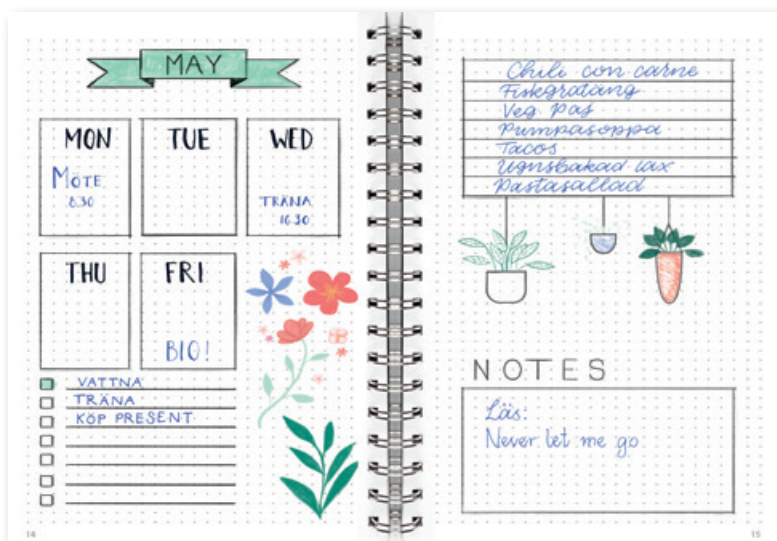 MAY
MON
TUE
WED
MÖTE
8.30
TRÄNA
16.30
THU
FRI
BIO!
VATTNA
TRÄNA
KÖP PRESENT
14
Chili con carne
Fiskgratäng
Veg. Paj
Pumpasoppa
Tacos
Ugnsbakad lax
Pastasallad
NOTES
Läs:
Never let me go
15